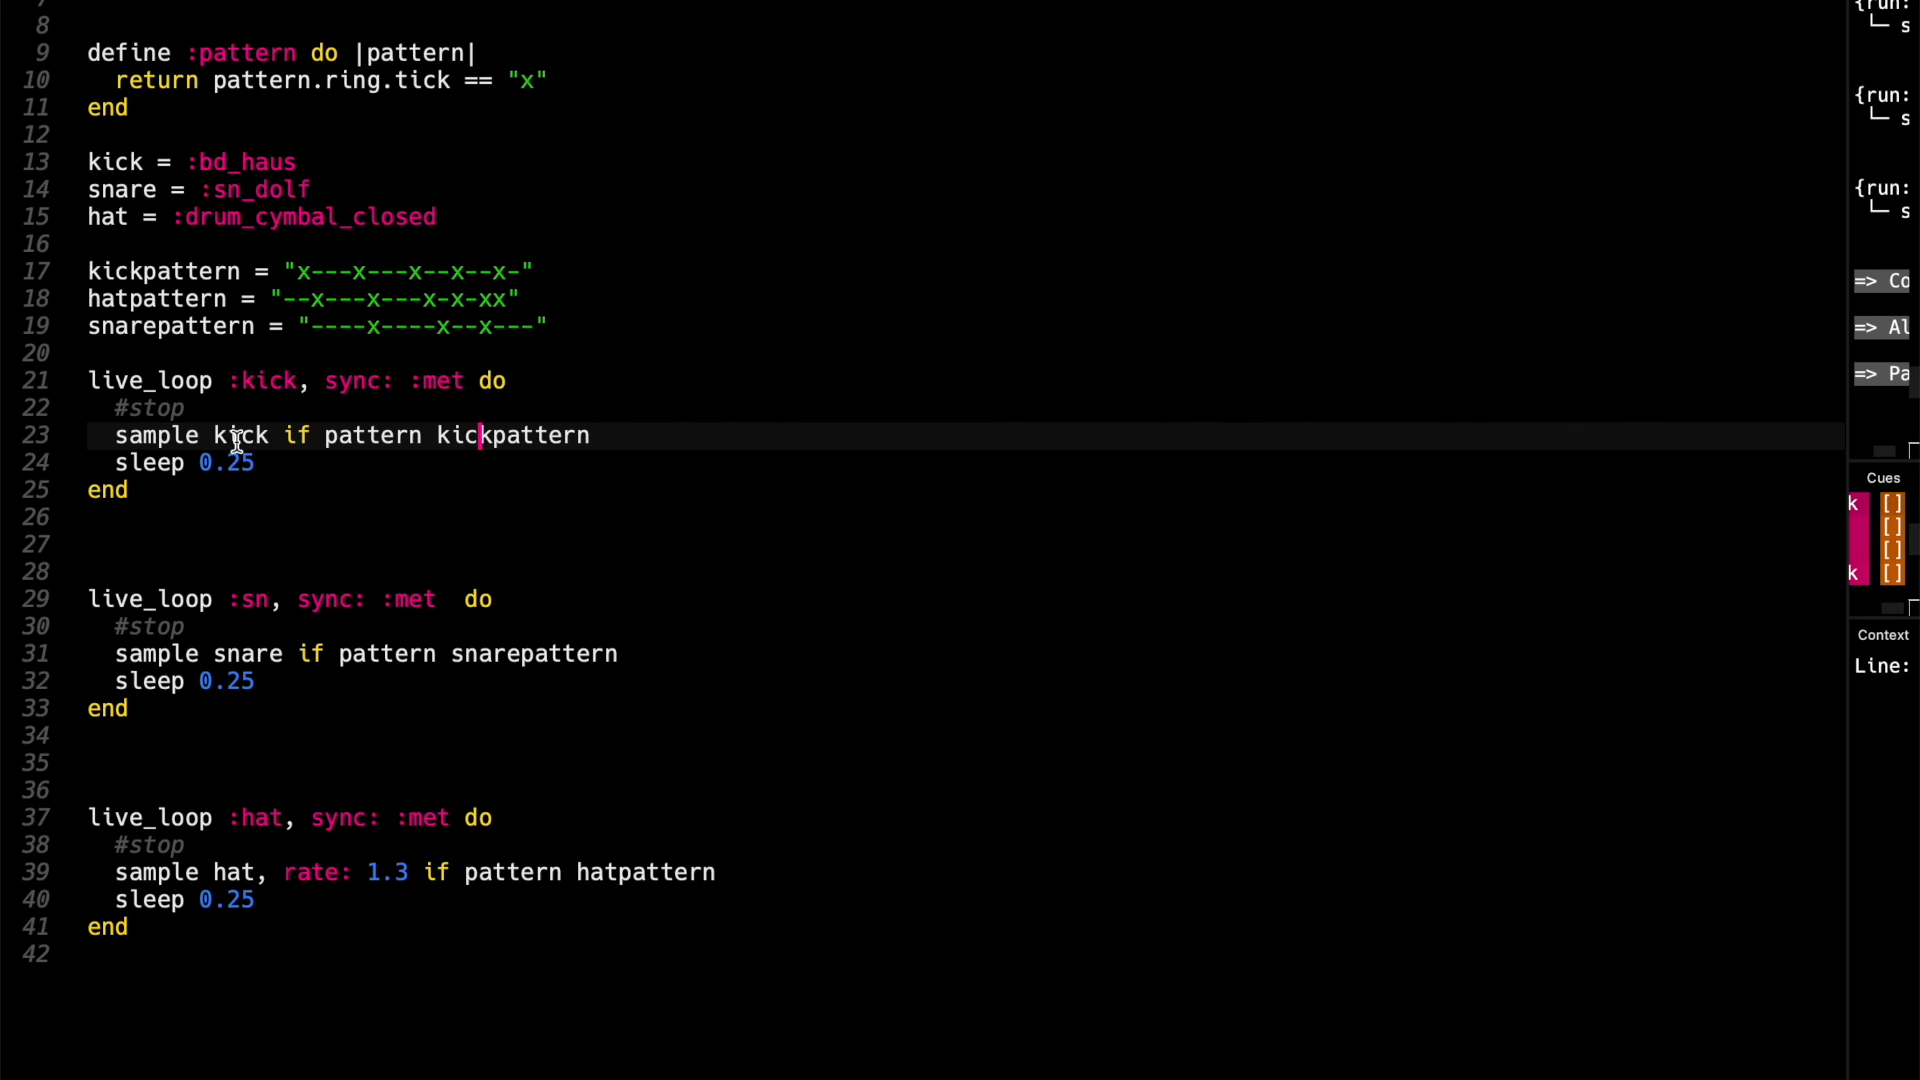 7
8
9 define :pattern do |pattern|
10 return pattern.ring.tick == "x"
11 end
12
13 kick = :bd_haus
14 snare = :sn_dolf
15 hat = :drum_cymbal_closed
16
17 kickpattern = "x---x---x--x--x-"
18 hatpattern = "--x---x---x-x-xx"
19 snarepattern = "----x----x--x---"
20
21 live_loop :kick, sync: :met do
22 #stop
23 sample kick if pattern kickpattern
24 sleep 0.25
25 end
26
27
28
29 live_loop :sn, sync: :met  do
30 #stop
31 sample snare if pattern snarepattern
32 sleep 0.25
33 end
34
35
36
37 live_loop :hat, sync: :met do
38 #stop
39 sample hat, rate: 1.3 if pattern hatpattern
40 sleep 0.25
41 end
42
{run:
└─ s
{run:
└─ s
{run:
└─ s
=> Co
=> Al
=> Pa
Cues
k []
[]
[]
k []
Context
Line: